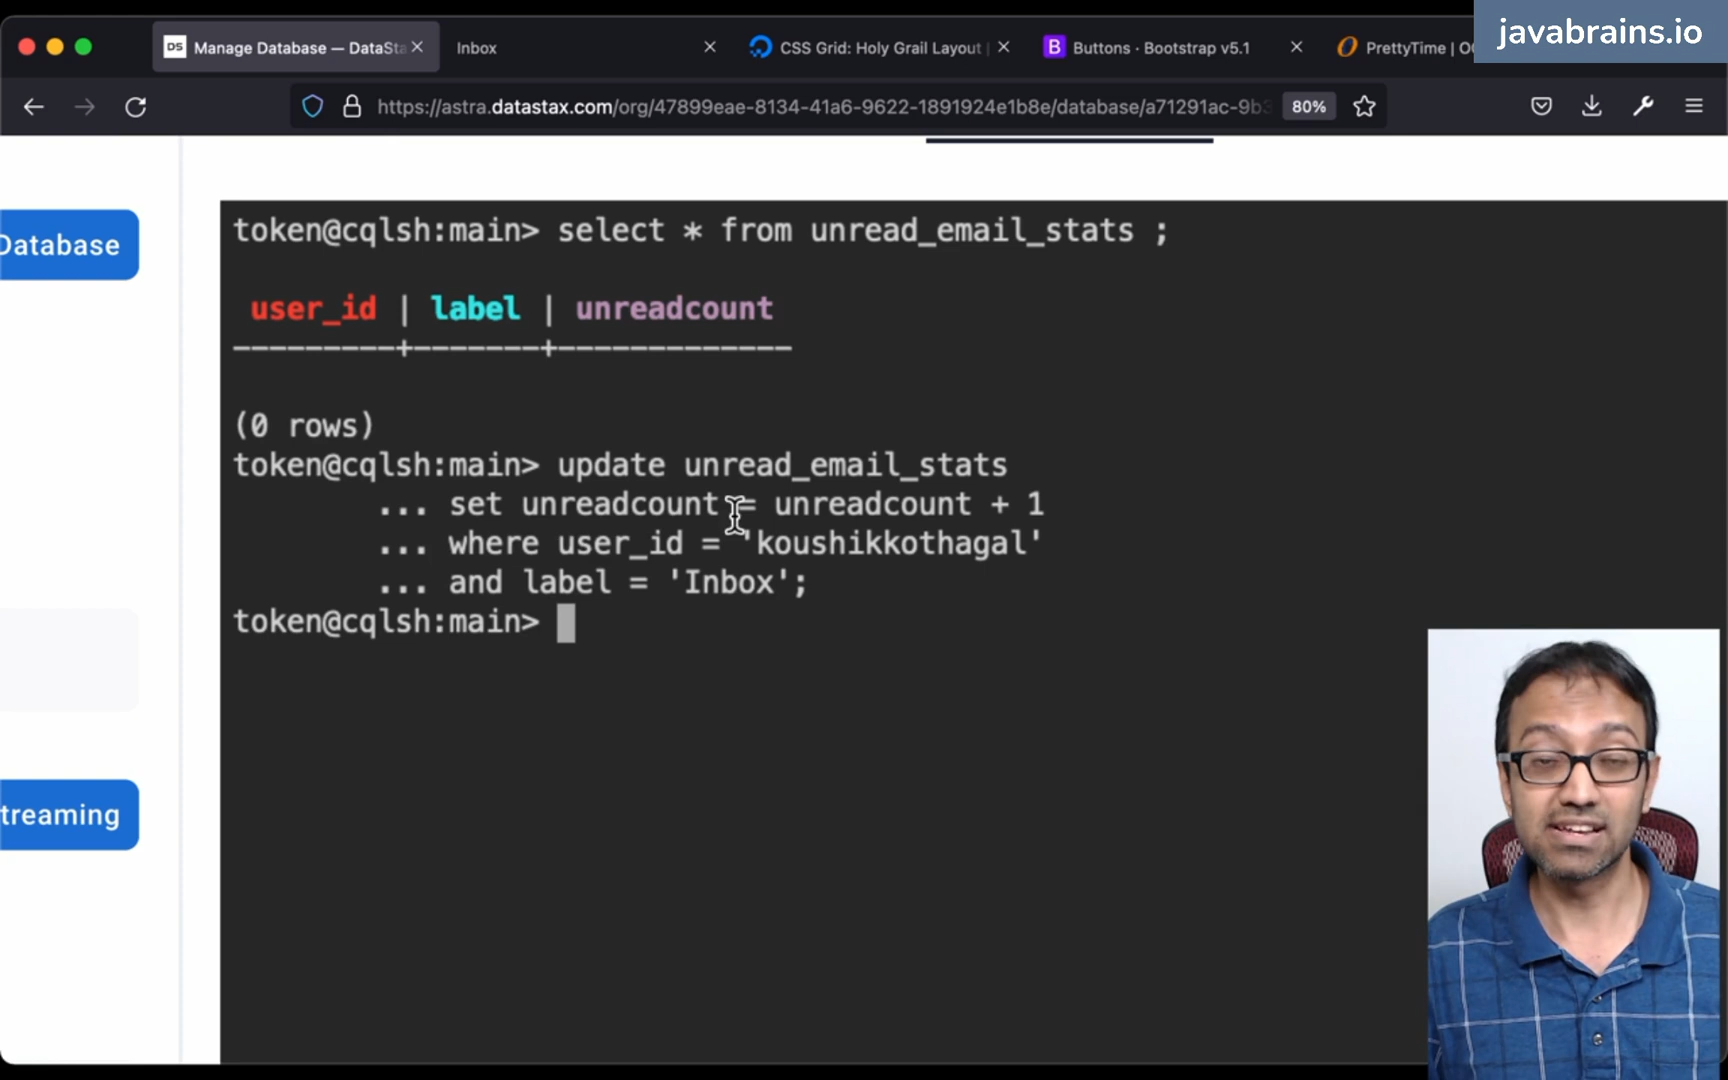 javabrains.io
DS Manage Database — DataSta
Inbox
CSS Grid: Holy Grail Layout |
B Buttons · Bootstrap v5.1
PrettyTime | O
https://astra.datastax.com/org/47899eae-8134-41a6-9622-1891924e1b8e/database/a71291ac-9b3
80%
Database
treaming
token@cqlsh:main> select * from unread_email_stats ;
user_id | label | unreadcount
---------+-------+-------------
(0 rows)
token@cqlsh:main> update unread_email_stats
... set unreadcount = unreadcount + 1
... where user_id = 'koushikkothagal'
... and label = 'Inbox';
token@cqlsh:main>